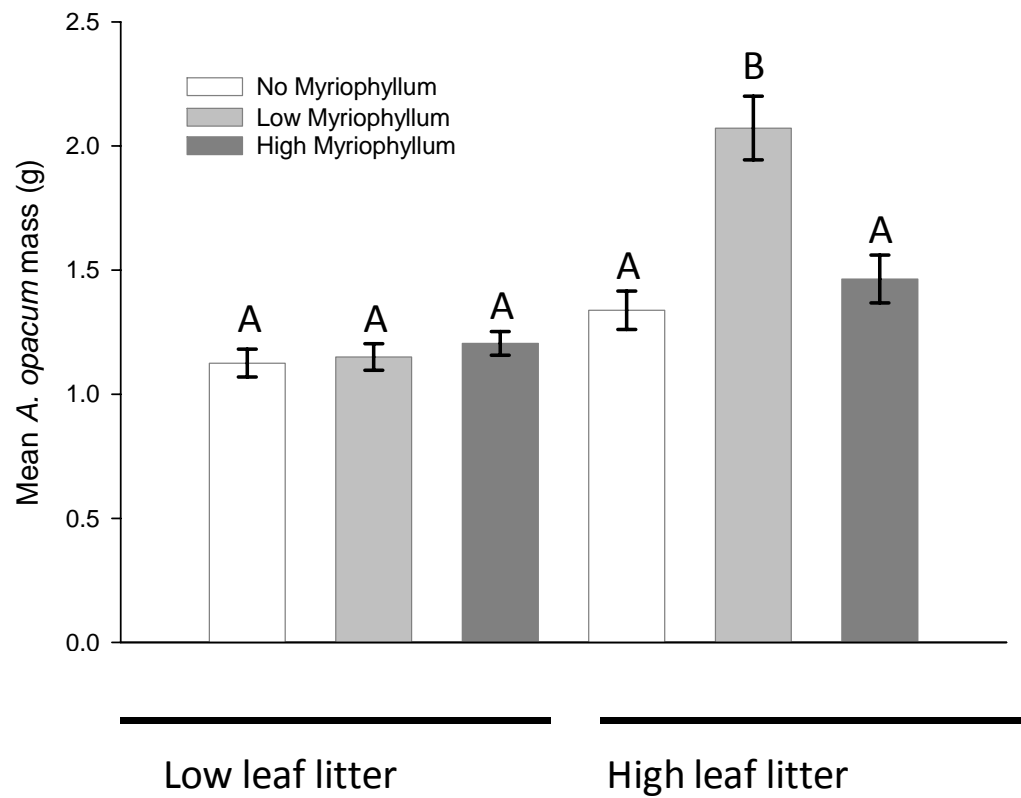 2.5
2.0
1.5
1.0
0.5
0.0
Mean A. opacum mass (g)
No Myriophyllum
Low Myriophyllum
High Myriophyllum
A
A
A
A
B
A
Low leaf litter
High leaf litter